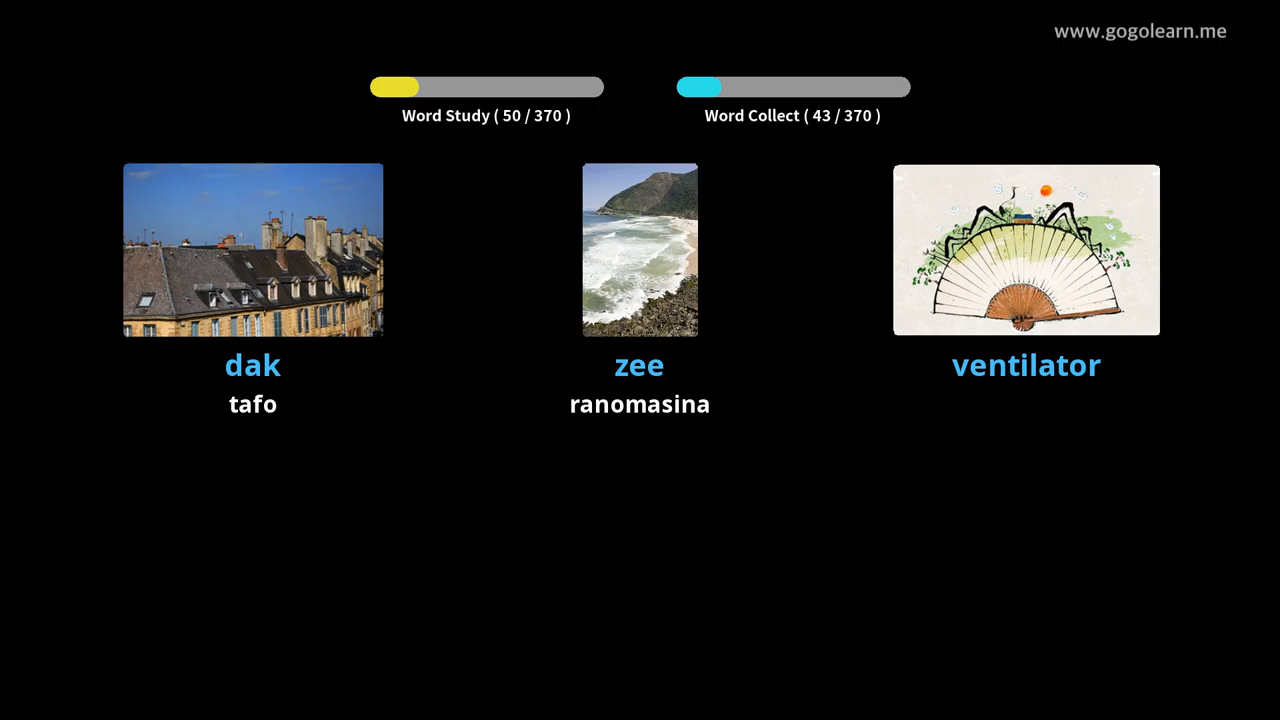 www.gogolearn.me
Word Study ( 50 / 370 )
Word Collect ( 43 / 370 )
dak
zee
ventilator
tafo
ranomasina